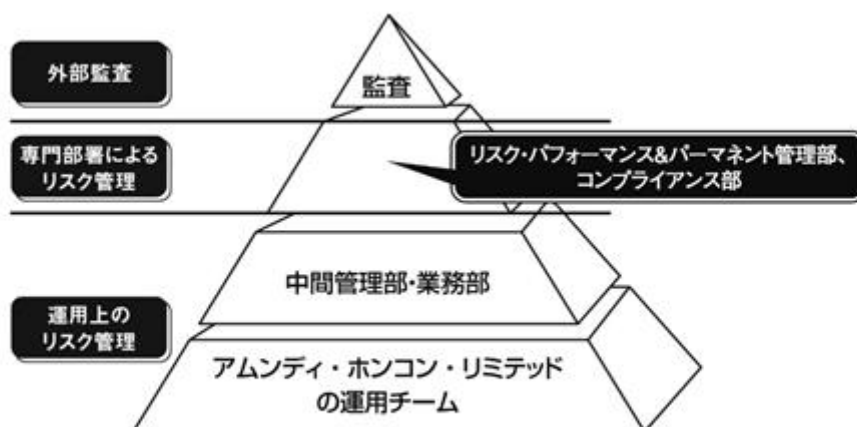 外部監査
監査
専門部署による
リスク管理
リスク・パフォーマンス&パーマネント管理部、
コンプライアンス部
中間管理部・業務部
運用上の
リスク管理
アムンディ・ホンコン・リミテッド
の運用チーム